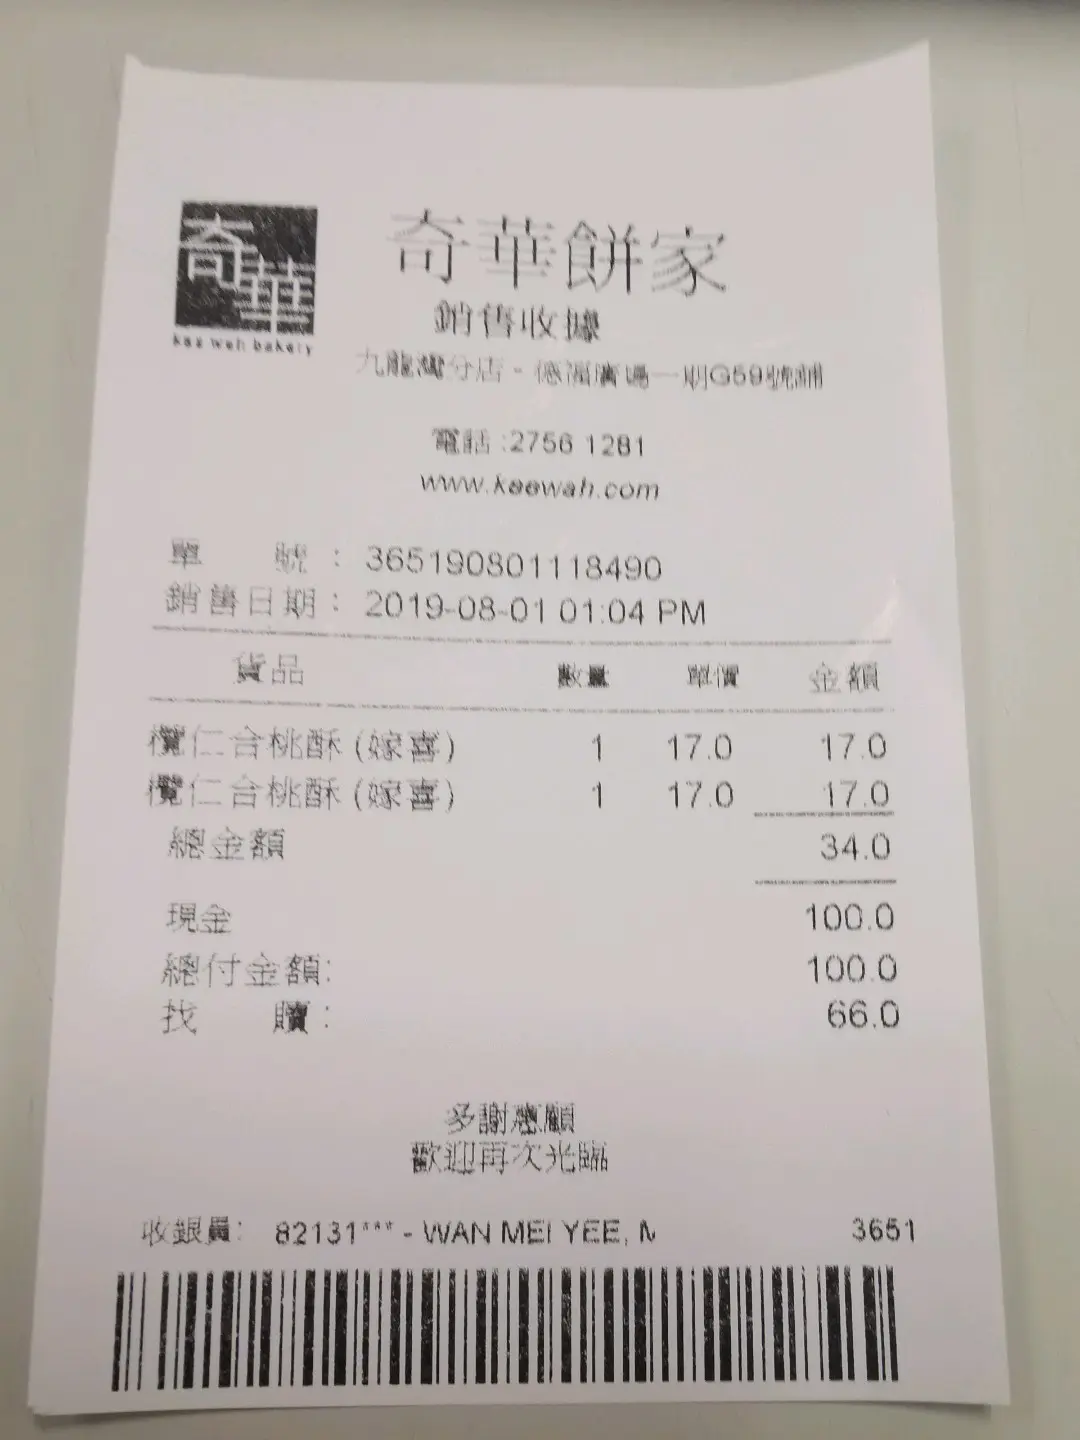 奇華
kee wah bakery
奇華餅家
銷售收據
九龍灣分店 - 德福廣場一期G59號舖
電話 :2756 1281
www.keewah.com
單 號 : 365190801118490
銷售日期 : 2019-08-01 01:04 PM
貨品 數量 單價 金額
欖仁合桃酥 (嫁喜) 1 17.0 17.0
欖仁合桃酥 (嫁喜) 1 17.0 17.0
總金額 34.0
現金 100.0
總付金額: 100.0
找 贖 : 66.0
多謝惠顧
歡迎再次光臨
收銀員: 82131*** - WAN MEI YEE, M 3651